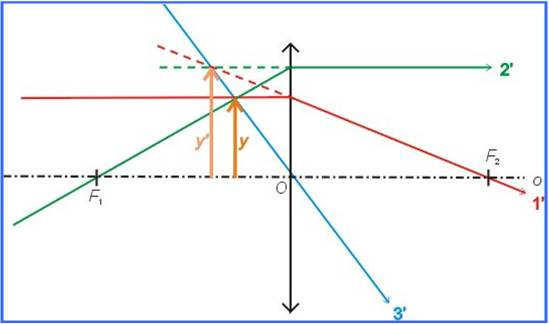 2'
y' y
F₁ O F₂ o
1'
3'